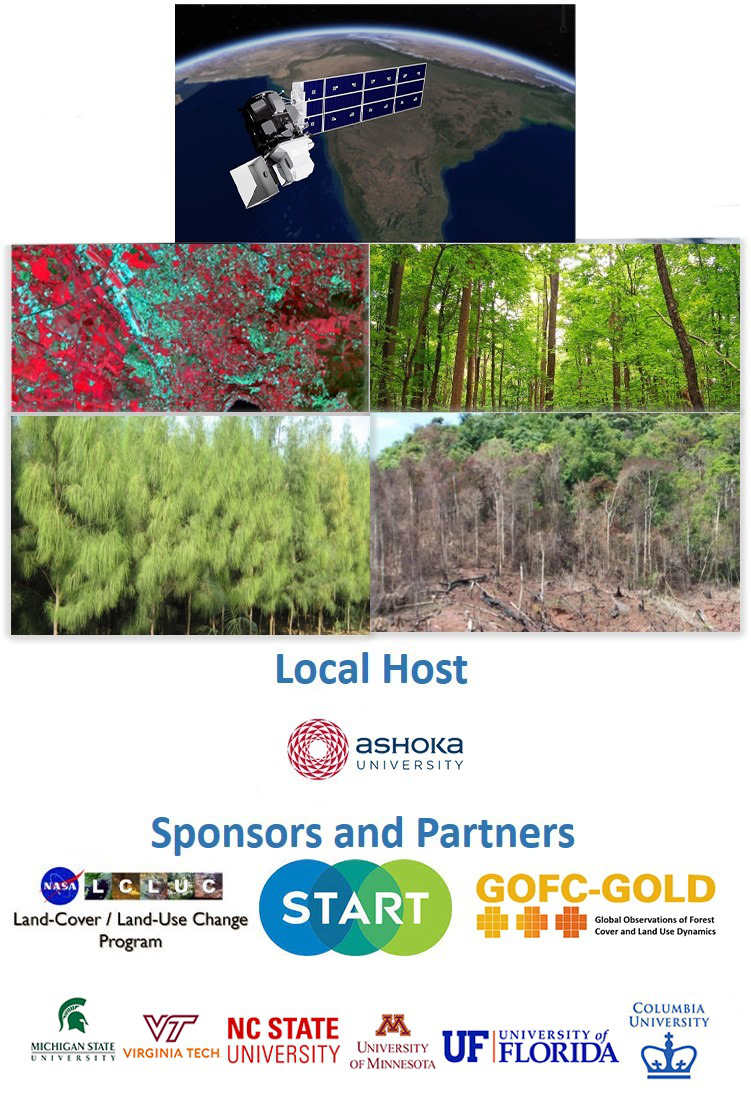 Local Host
ASHOKA
UNIVERSITY
Sponsors and Partners
NASA LCLUC
Land-Cover / Land-Use Change
Program
START
GOFC-GOLD
Global Observations of Forest
Cover and Land Use Dynamics
MICHIGAN STATE
UNIVERSITY
VT
VIRGINIA TECH.
NC STATE
UNIVERSITY
M
UNIVERSITY
OF MINNESOTA
UF UNIVERSITY of
FLORIDA
COLUMBIA
UNIVERSITY